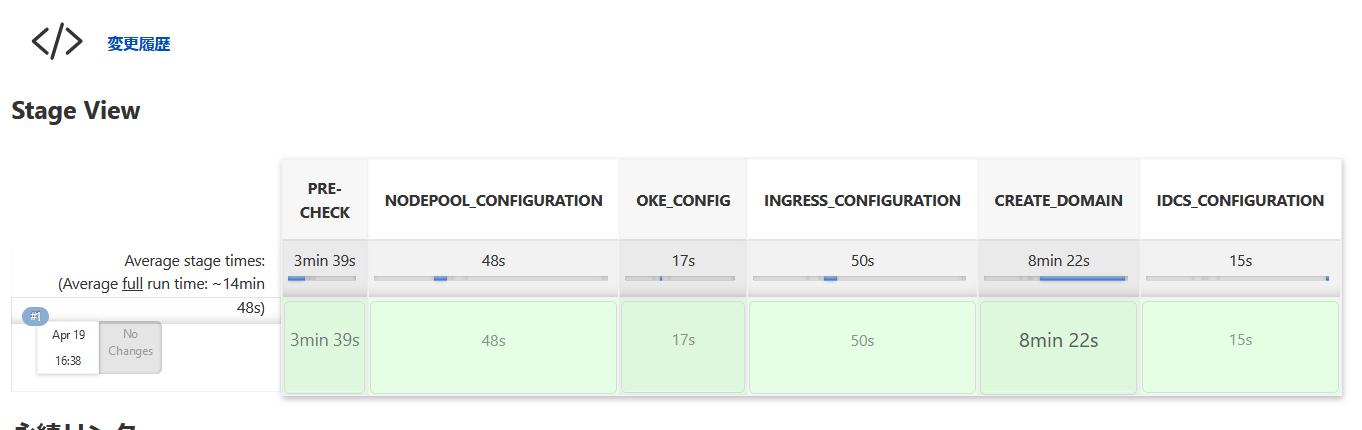 </> 変更履歴
Stage View
PRE-
CHECK
NODEPOOL_CONFIGURATION
OKE_CONFIG
INGRESS_CONFIGURATION
CREATE_DOMAIN
IDCS_CONFIGURATION
Average stage times:
(Average full run time: ~14min
48s)
3min 39s
48s
17s
50s
8min 22s
15s
#1
Apr 19
16:38
No
Changes
3min 39s
48s
17s
50s
8min 22s
15s